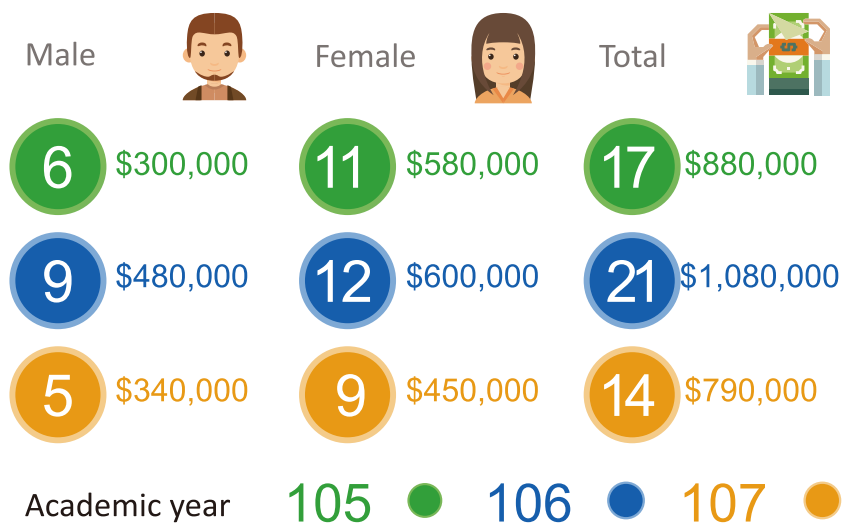 Male Female Total
6 $300,000 11 $580,000 17 $880,000
9 $480,000 12 $600,000 21 $1,080,000
5 $340,000 9 $450,000 14 $790,000
Academic year 105 106 107